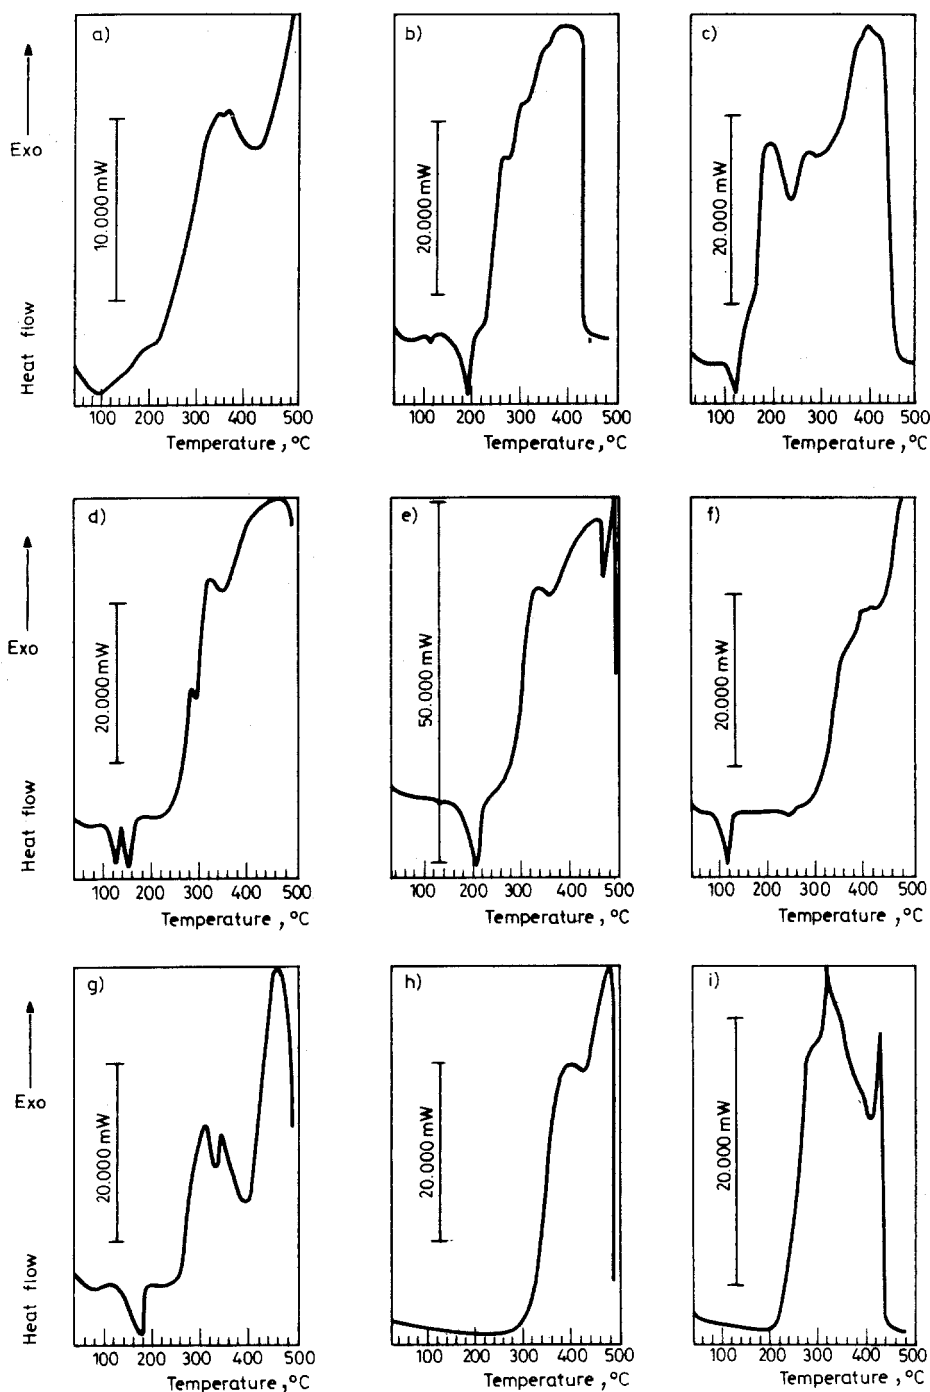 a)
b)
c)
Exo
10.000 mW
20.000 mW
20.000 mW
Heat flow
100 200 300 400 500
100 200 300 400 500
100 200 300 400 500
Temperature, °C
Temperature, °C
Temperature, °C
d)
e)
f)
Exo
20.000 mW
50.000 mW
20.000 mW
Heat flow
100 200 300 400 500
100 200 300 400 500
100 200 300 400 500
Temperature, °C
Temperature, °C
Temperature, °C
g)
h)
i)
Exo
20.000 mW
20.000 mW
20.000 mW
Heat flow
100 200 300 400 500
100 200 300 400 500
100 200 300 400 500
Temperature, °C
Temperature, °C
Temperature, °C